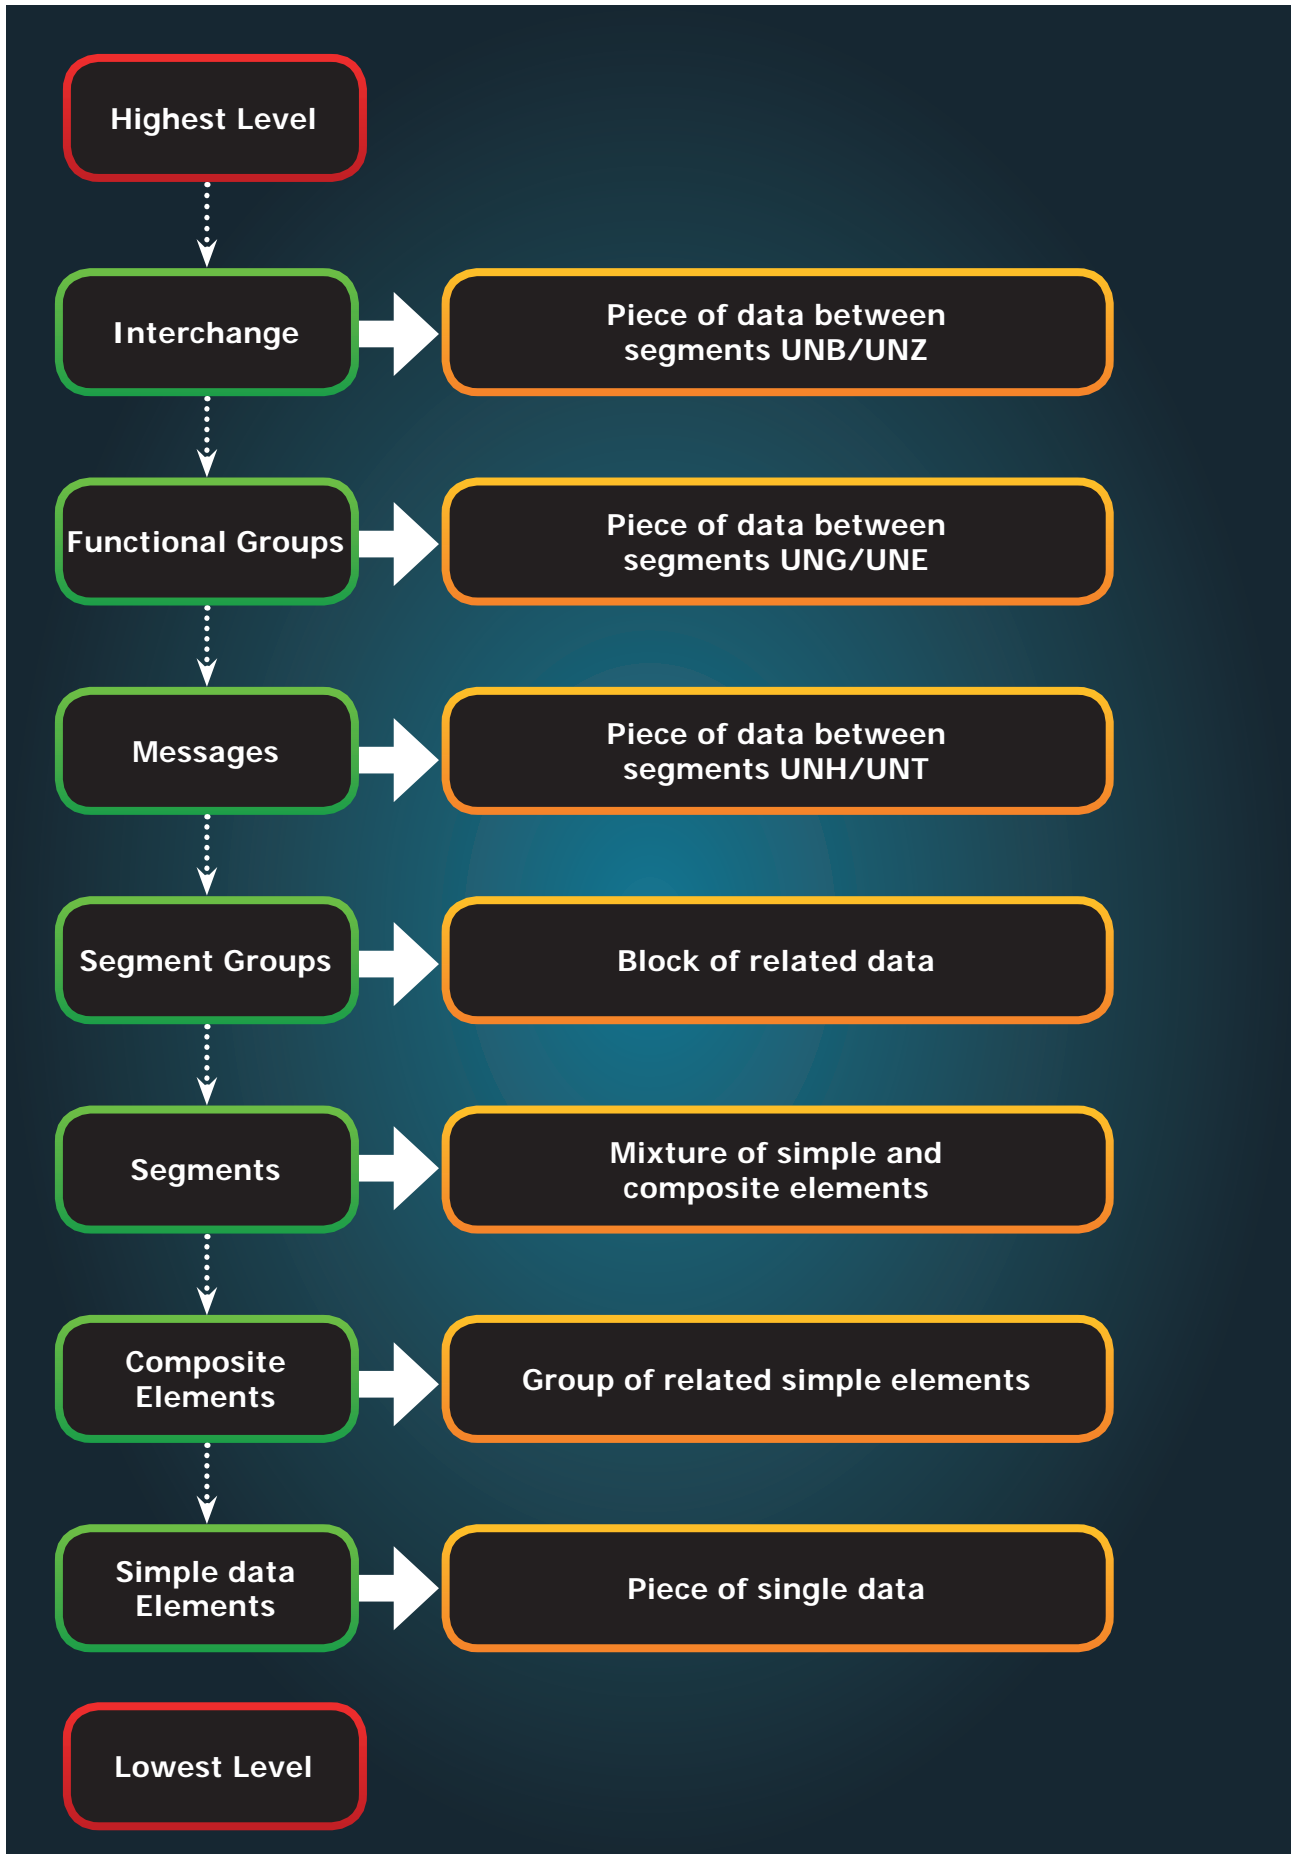 Highest Level
Interchange
Piece of data between
segments UNB/UNZ
Functional Groups
Piece of data between
segments UNG/UNE
Messages
Piece of data between
segments UNH/UNT
Segment Groups
Block of related data
Segments
Mixture of simple and
composite elements
Composite
Elements
Group of related simple elements
Simple data
Elements
Piece of single data
Lowest Level